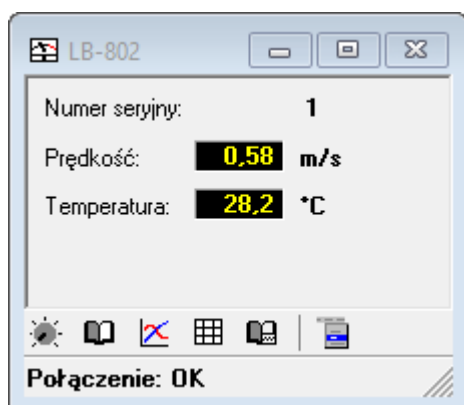 LB-802
Numer seryjny: 1
Prędkość: 0,58 m/s
Temperatura: 28,2 °C
Połączenie: OK